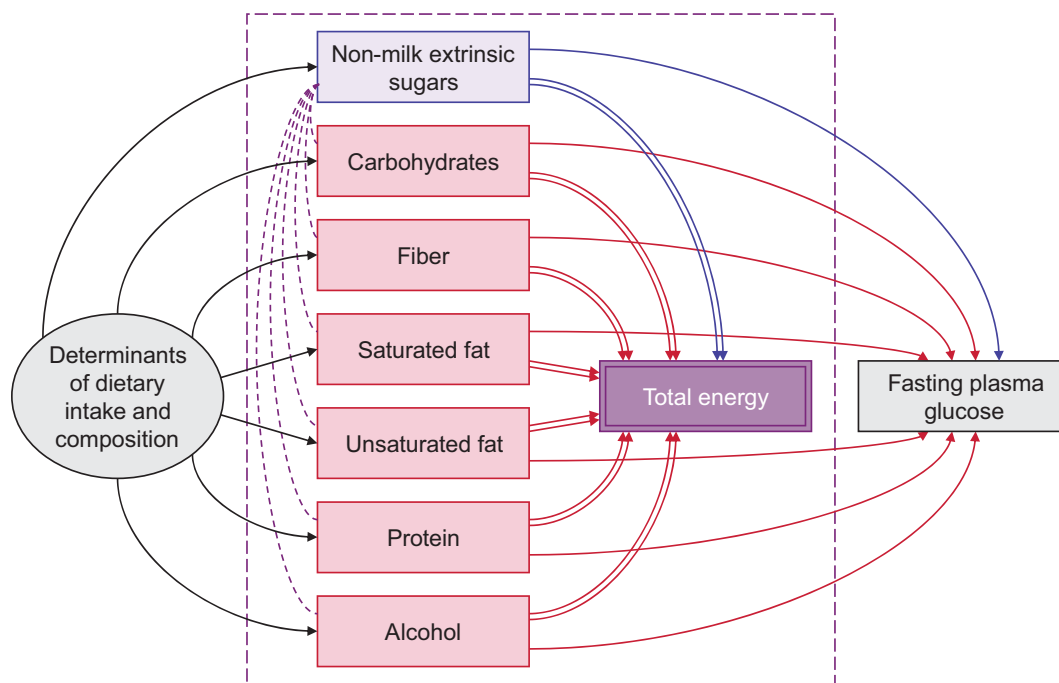 Non-milk extrinsic
sugars
Carbohydrates
Fiber
Saturated fat
Unsaturated fat
Protein
Alcohol
Determinants
of dietary
intake and
composition
Total energy
Fasting plasma
glucose